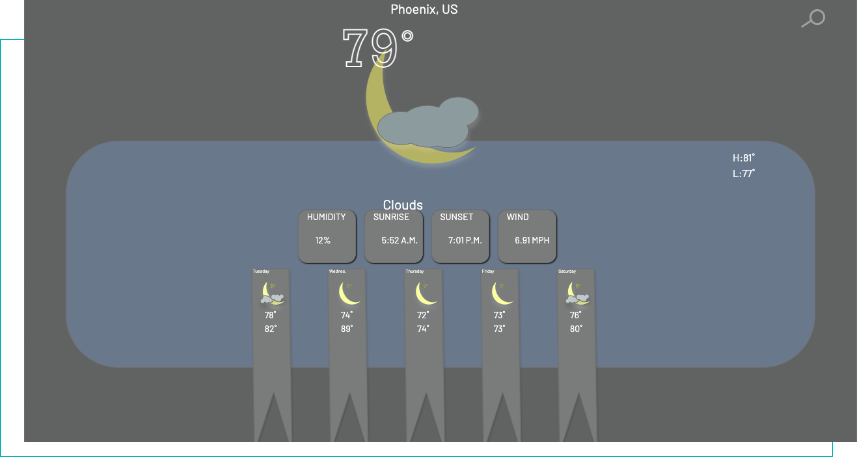 Phoenix, US
79°
H:81°
L:77°
Clouds
HUMIDITY
12%
SUNRISE
5:52 A.M.
SUNSET
7:01 P.M.
WIND
6.91 MPH
Tuesday
78°
82°
Wednes.
74°
89°
Thursday
72°
74°
Friday
73°
73°
Saturday
76°
80°